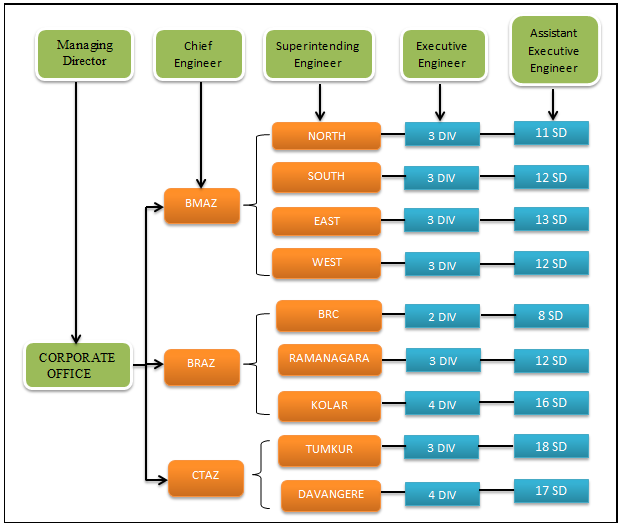 Managing
Director
Chief
Engineer
Superintending
Engineer
Executive
Engineer
Assistant
Executive
Engineer
NORTH
3 DIV
11 SD
SOUTH
3 DIV
12 SD
BMAZ
EAST
3 DIV
13 SD
WEST
3 DIV
12 SD
BRC
2 DIV
8 SD
CORPORATE
OFFICE
BRAZ
RAMANAGARA
3 DIV
12 SD
KOLAR
4 DIV
16 SD
TUMKUR
3 DIV
18 SD
CTAZ
DAVANGERE
4 DIV
17 SD